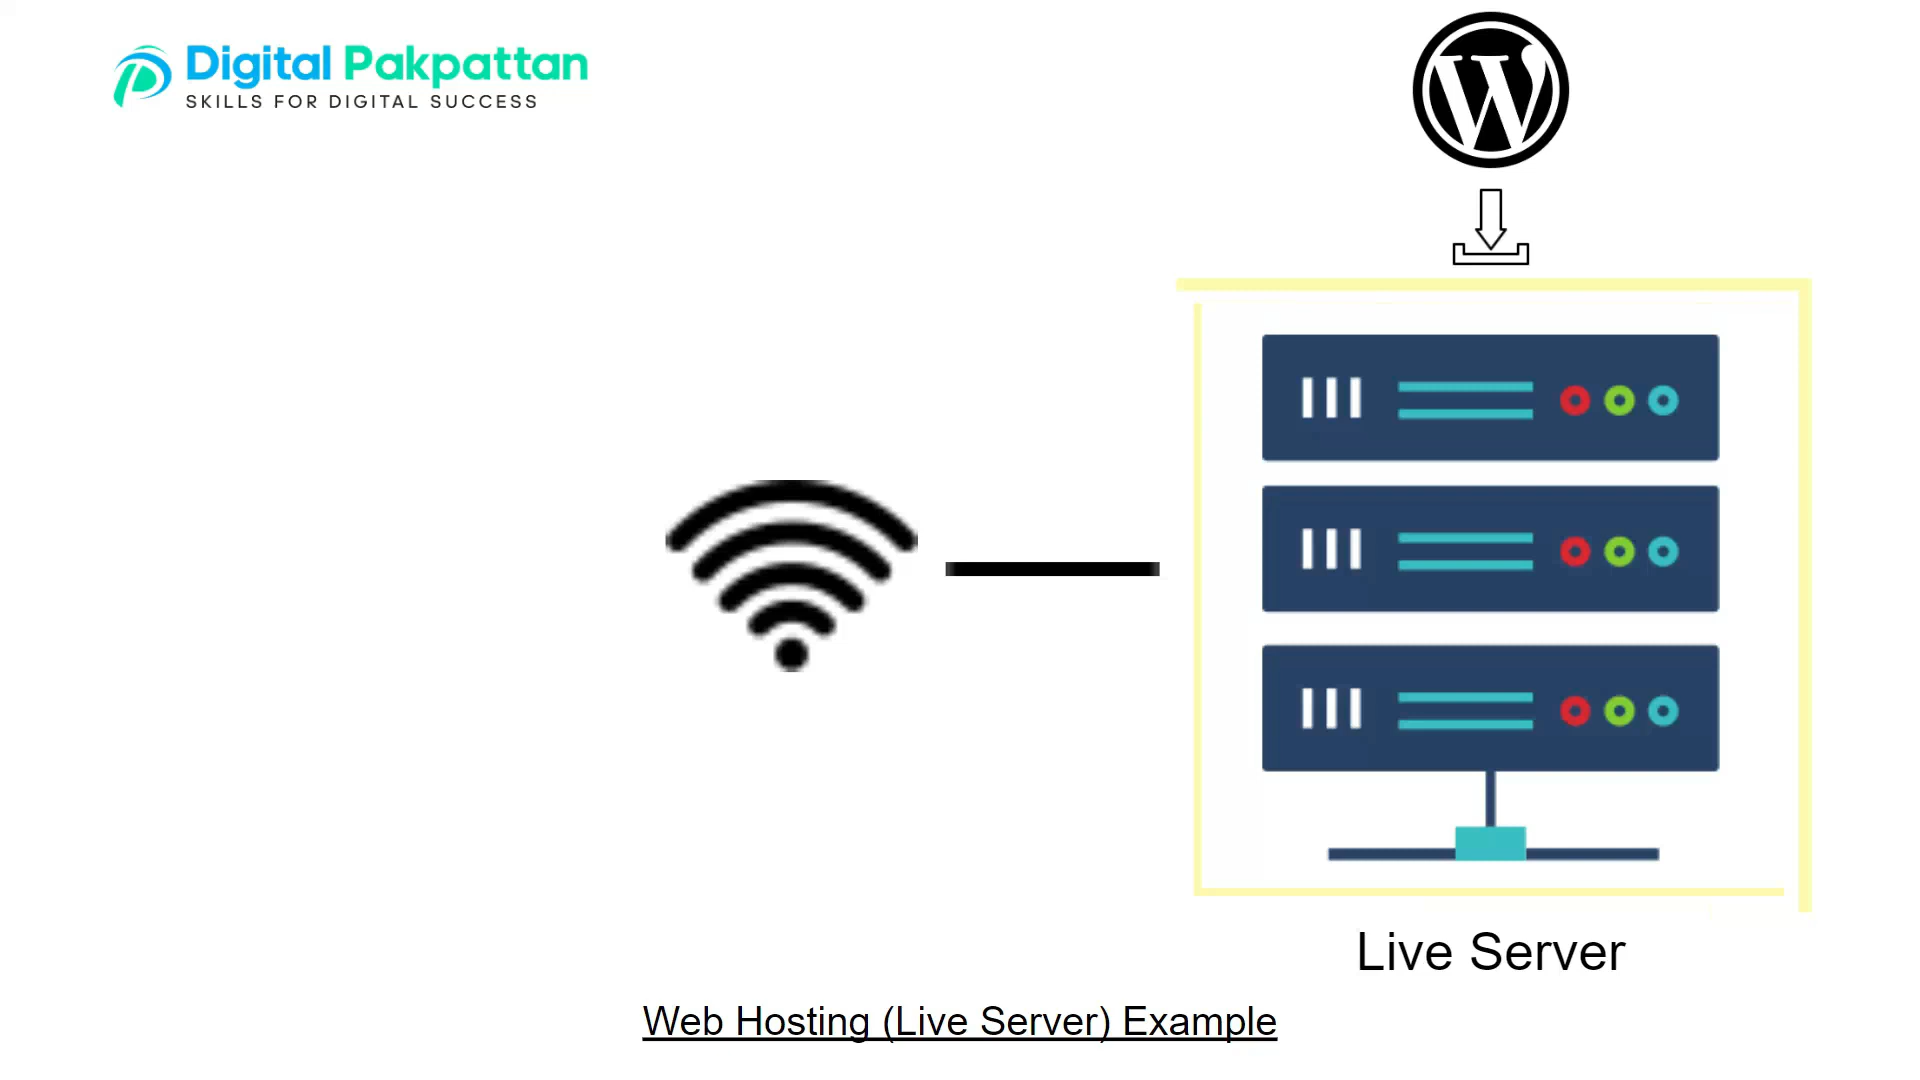 Digital Pakpattan
SKILLS FOR DIGITAL SUCCESS
Live Server
Web Hosting (Live Server) Example